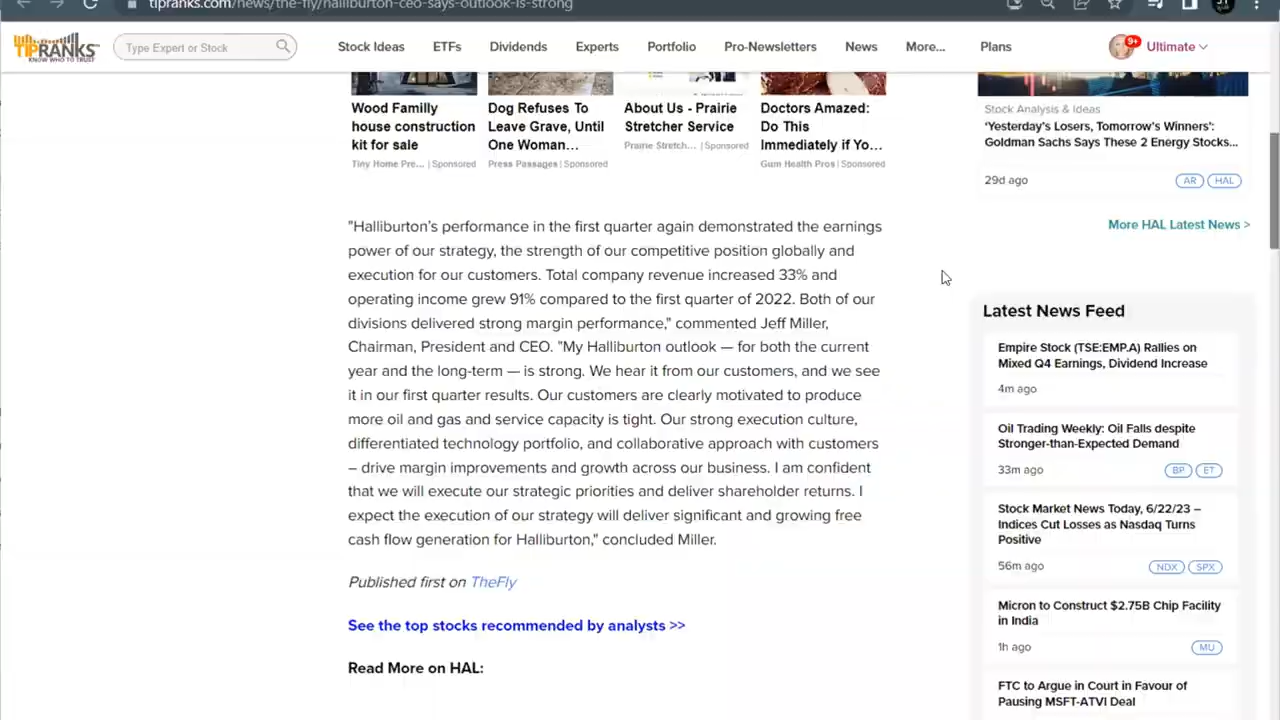 tipranks.com/news/the-fly/halliburton-ceo-says-outlook-is-strong
TIPRANKS
KNOW WHO TO TRUST
Type Expert or Stock
Stock Ideas
ETFs
Dividends
Experts
Portfolio
Pro-Newsletters
News
More...
Plans
9+
Ultimate
Wood Familly
house construction
kit for sale
Tiny Home Pre... | Sponsored
Dog Refuses To
Leave Grave, Until
One Woman...
Press Passages | Sponsored
About Us - Prairie
Stretcher Service
Prairie Stretch... | Sponsored
Doctors Amazed:
Do This
Immediately if Yo...
Gum Health Pros | Sponsored
"Halliburton's performance in the first quarter again demonstrated the earnings
power of our strategy, the strength of our competitive position globally and
execution for our customers. Total company revenue increased 33% and
operating income grew 91% compared to the first quarter of 2022. Both of our
divisions delivered strong margin performance," commented Jeff Miller,
Chairman, President and CEO. "My Halliburton outlook — for both the current
year and the long-term — is strong. We hear it from our customers, and we see
it in our first quarter results. Our customers are clearly motivated to produce
more oil and gas and service capacity is tight. Our strong execution culture,
differentiated technology portfolio, and collaborative approach with customers
– drive margin improvements and growth across our business. I am confident
that we will execute our strategic priorities and deliver shareholder returns. I
expect the execution of our strategy will deliver significant and growing free
cash flow generation for Halliburton," concluded Miller.
Published first on TheFly
See the top stocks recommended by analysts >>
Read More on HAL:
Stock Analysis & Ideas
'Yesterday's Losers, Tomorrow's Winners':
Goldman Sachs Says These 2 Energy Stocks...
29d ago
AR
HAL
More HAL Latest News >
Latest News Feed
Empire Stock (TSE:EMP.A) Rallies on
Mixed Q4 Earnings, Dividend Increase
4m ago
Oil Trading Weekly: Oil Falls despite
Stronger-than-Expected Demand
33m ago
BP
ET
Stock Market News Today, 6/22/23 –
Indices Cut Losses as Nasdaq Turns
Positive
56m ago
NDX
SPX
Micron to Construct $2.75B Chip Facility
in India
1h ago
MU
FTC to Argue in Court in Favour of
Pausing MSFT-ATVI Deal